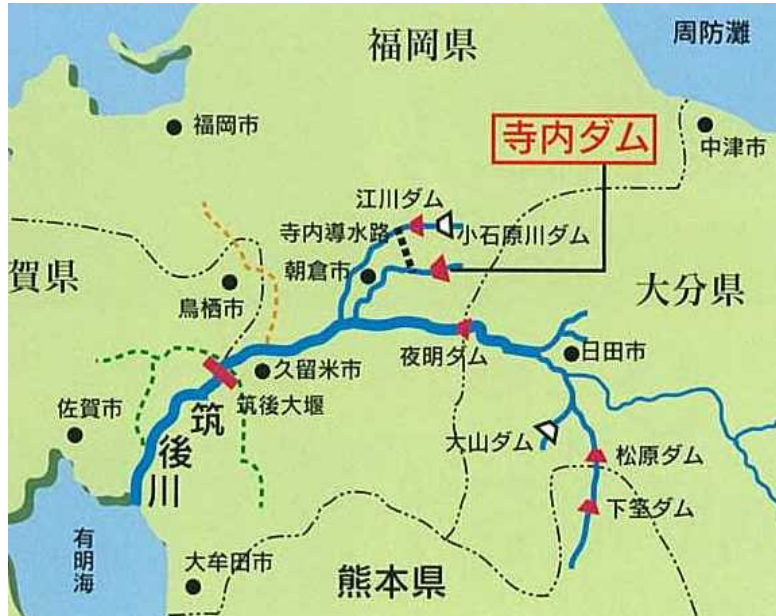 周防灘
福岡県
福岡市
寺内ダム
中津市
江川ダム
寺内導水路
小石原川ダム
朝倉市
賀県
鳥栖市
大分県
夜明ダム
日田市
久留米市
筑後大堰
佐賀市
筑後川
大山ダム
松原ダム
下筌ダム
有明海
大牟田市
熊本県